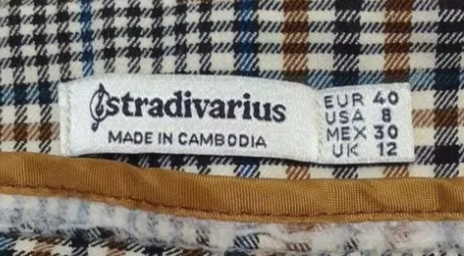 stradivarius
MADE IN CAMBODIA
EUR 40
USA 8
MEX 30
UK 12